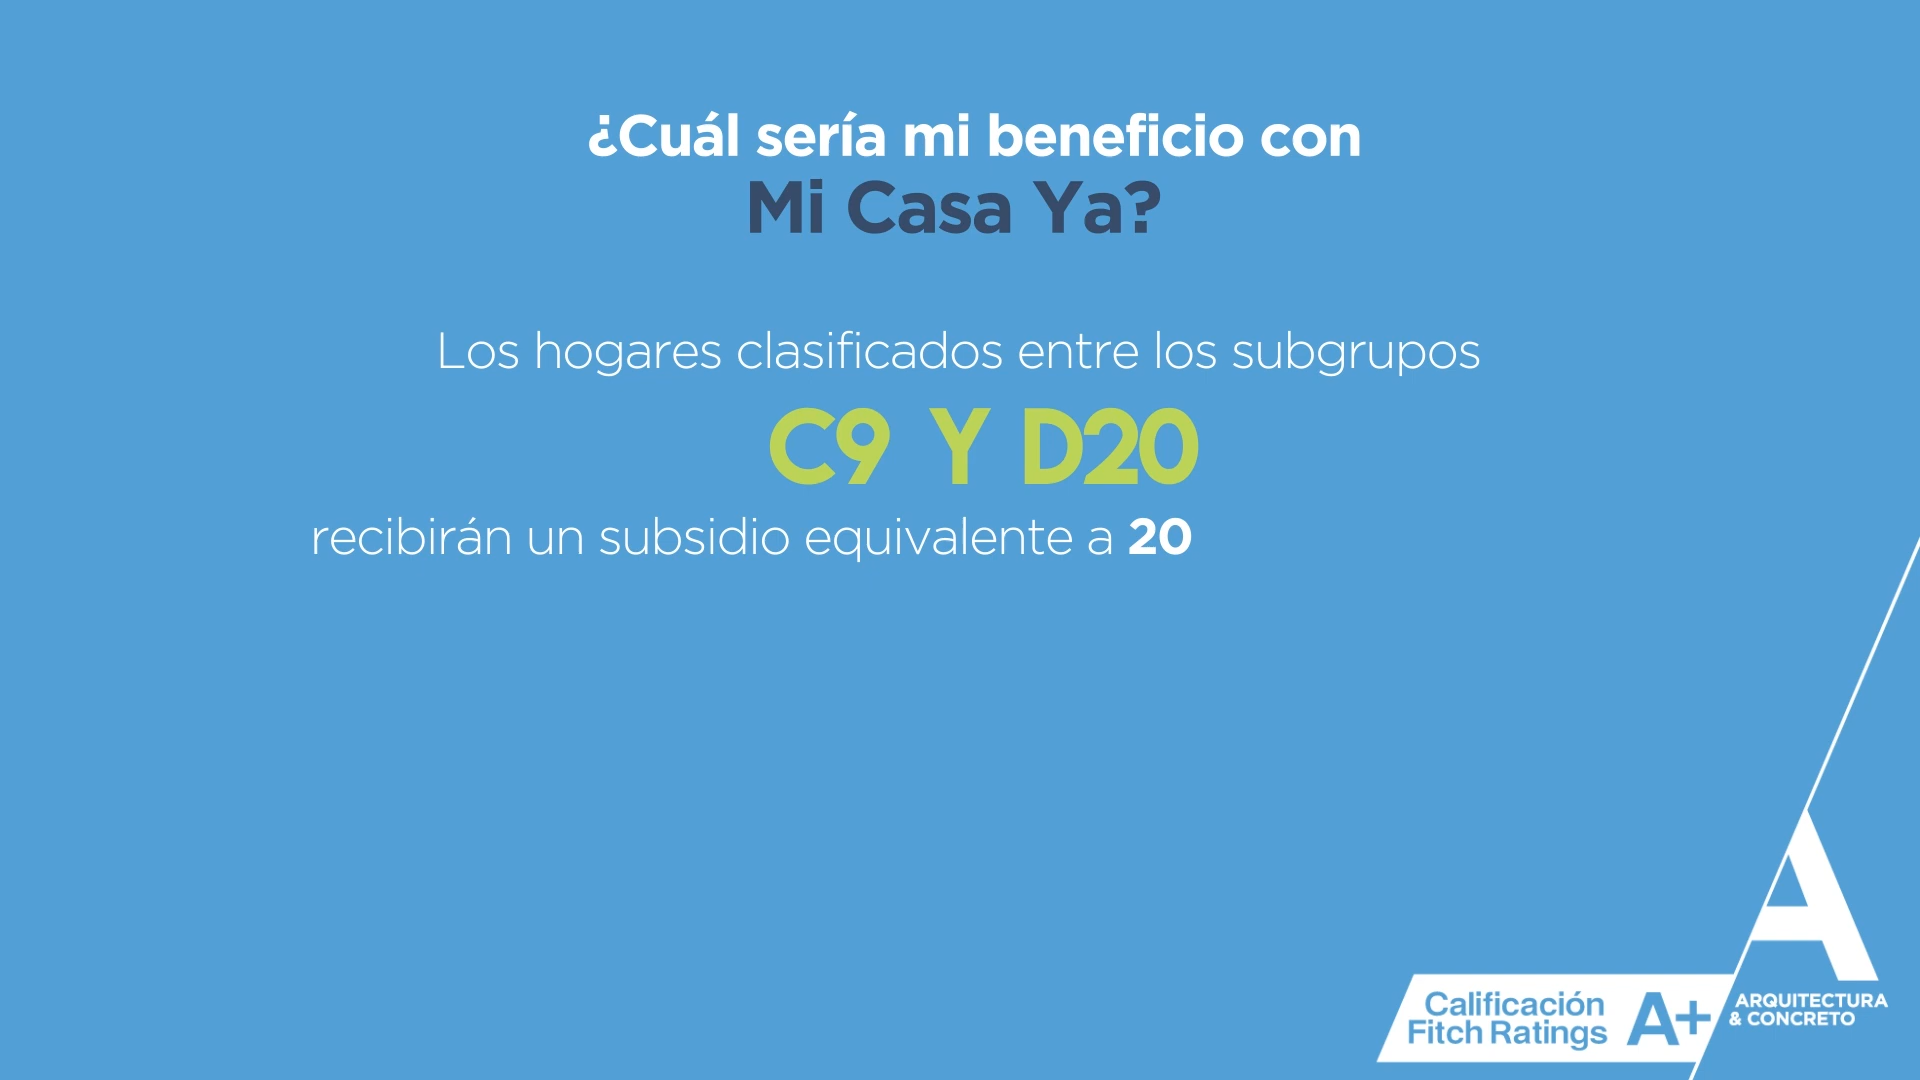 ¿Cuál sería mi beneficio con
Mi Casa Ya?
Los hogares clasificados entre los subgrupos
C9 Y D20
recibirán un subsidio equivalente a 20
Calificación
Fitch Ratings
A+
A
ARQUITECTURA
& CONCRETO